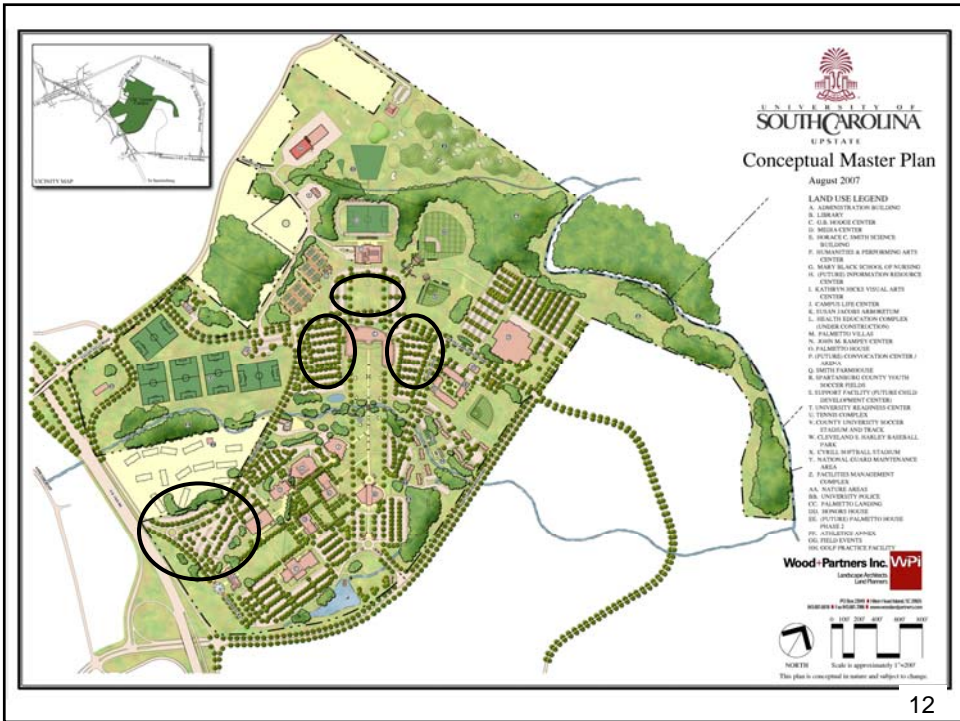 VICINITY MAP
UNIVERSITY OF
SOUTH CAROLINA
UPSTATE
Conceptual Master Plan
August 2007
LAND USE LEGEND
A. ADMINISTRATION BUILDING
B. LIBRARY
C. G.B. HODGE CENTER
D. MEDIA CENTER
E. HORACE C. SMITH SCIENCE
BUILDING
F. HUMANITIES & PERFORMING ARTS
CENTER
G. MARY BLACK SCHOOL OF NURSING
H. (FUTURE) INFORMATION RESOURCE
CENTER
I. KATHRYN HICKS VISUAL ARTS
CENTER
J. CAMPUS LIFE CENTER
K. SUSAN JACOBS ARBORETUM
L. HEALTH EDUCATION COMPLEX
(UNDER CONSTRUCTION)
M. PALMETTO VILLAS
N. JOHN M. RAMPEY CENTER
O. PALMETTO HOUSE
P. (FUTURE) CONVOCATION CENTER /
ARENA
Q. SMITH FARMHOUSE
R. SPARTANBURG COUNTY YOUTH
SOCCER FIELDS
S. SUPPORT FACILITY (FUTURE CHILD
DEVELOPMENT CENTER)
T. UNIVERSITY READINESS CENTER
U. TENNIS COMPLEX
V. COUNTY UNIVERSITY SOCCER
STADIUM AND TRACK
W. CLEVELAND S. HARLEY BASEBALL
PARK
X. CYRILL SOFTBALL STADIUM
Y. NATIONAL GUARD MAINTENANCE
AREA
Z. FACILITIES MANAGEMENT
COMPLEX
AA. NATURE AREAS
BB. UNIVERSITY POLICE
CC. PALMETTO LANDING
DD. HONORS HOUSE
EE. (FUTURE) PALMETTO HOUSE
PHASE 2
FF. ATHLETICS ANNEX
GG. FIELD EVENTS
HH. GOLF PRACTICE FACILITY
Wood+Partners Inc. WPi
Landscape Architects
Land Planners
0 100' 200' 400' 600' 800'
NORTH
Scale is approximately 1"=200'
This plan is conceptual in nature and subject to change.
12